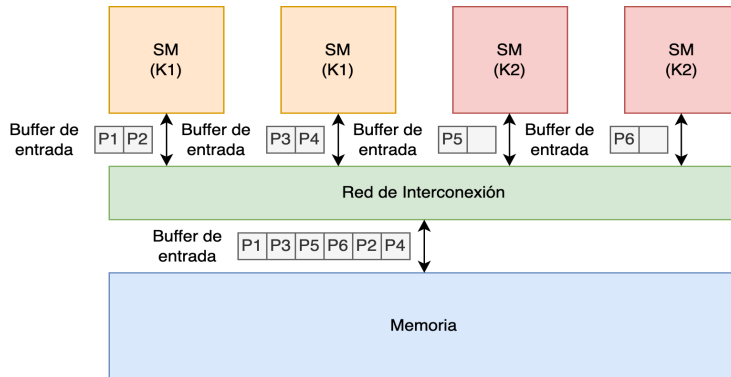 SM
(K1)
SM
(K1)
SM
(K2)
SM
(K2)
Buffer de
entrada
P1 P2
Buffer de
entrada
P3 P4
Buffer de
entrada
P5
Buffer de
entrada
P6
Red de Interconexión
Buffer de
entrada
P1 P3 P5 P6 P2 P4
Memoria